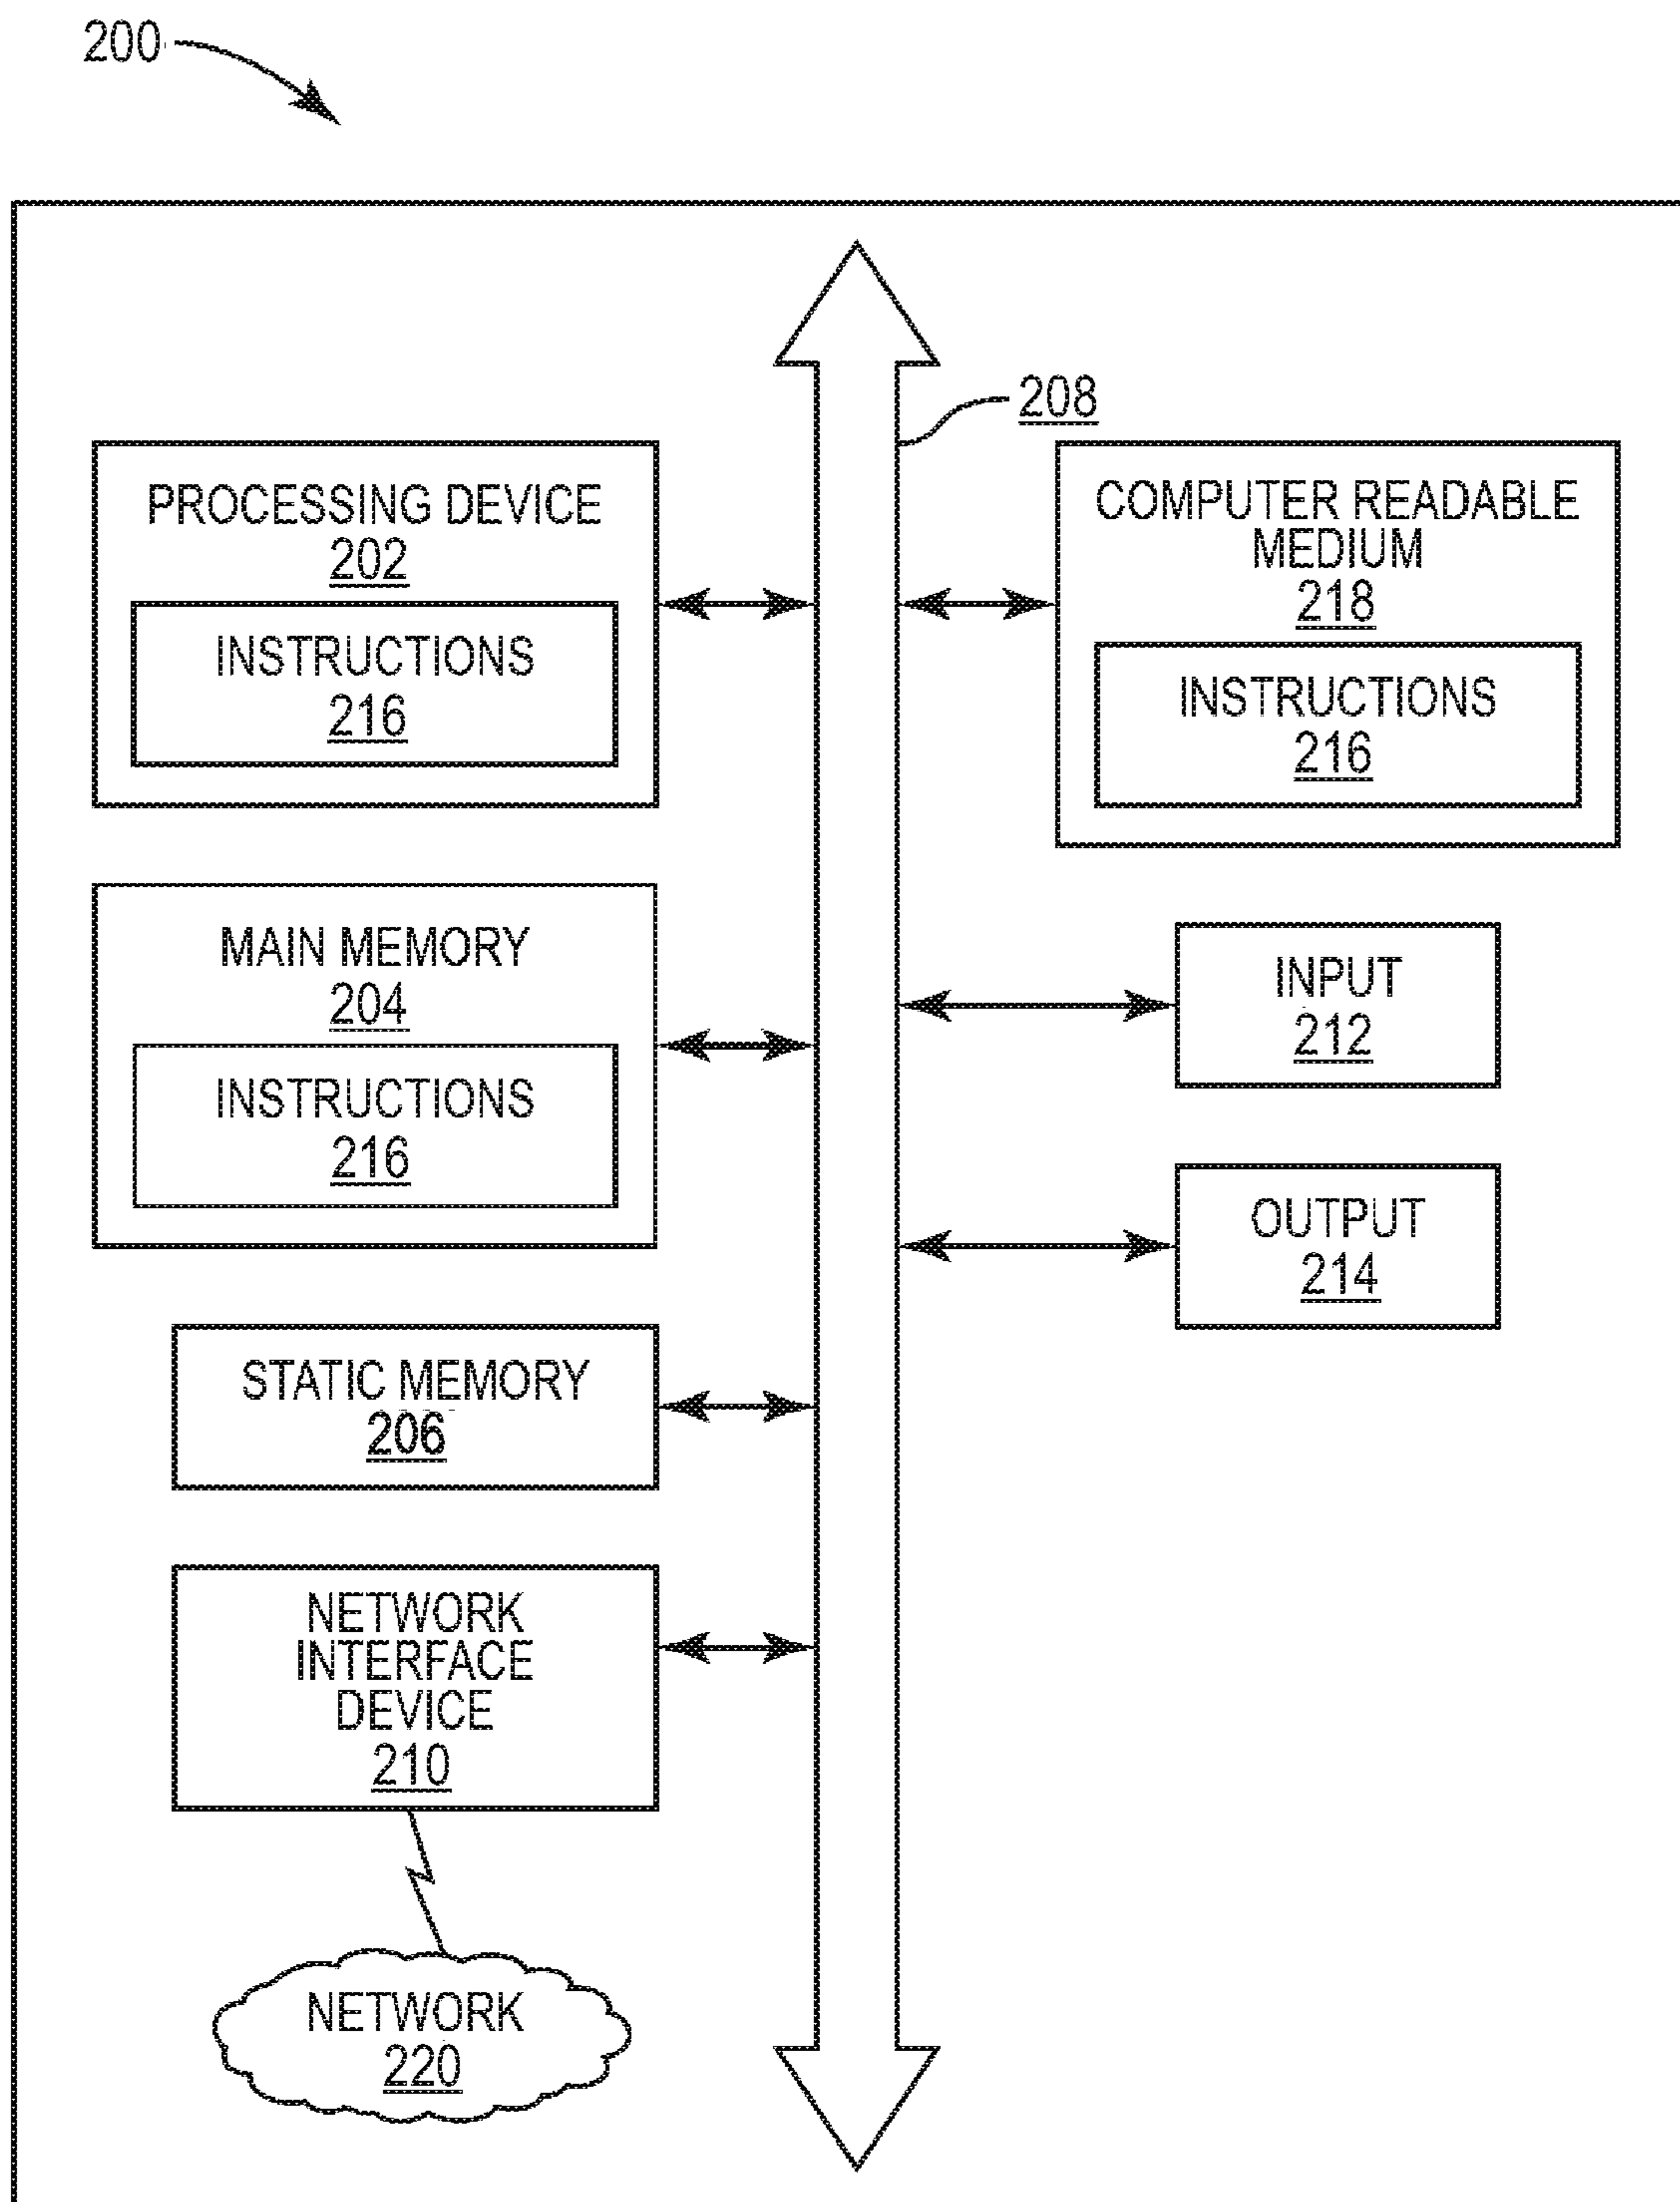 200
208
PROCESSING DEVICE
202
INSTRUCTIONS
216
COMPUTER READABLE
MEDIUM
218
INSTRUCTIONS
216
MAIN MEMORY
204
INSTRUCTIONS
216
INPUT
212
OUTPUT
214
STATIC MEMORY
206
NETWORK
INTERFACE
DEVICE
210
NETWORK
220